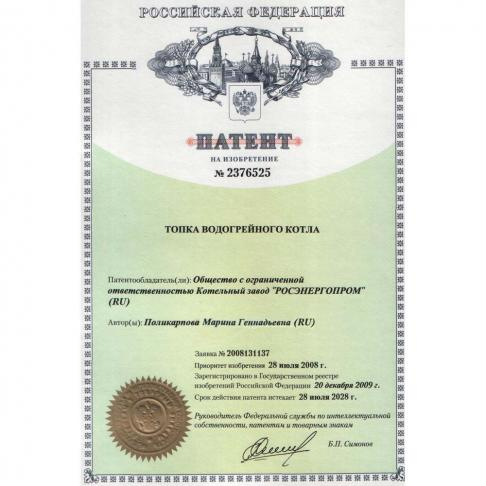 РОССИЙСКАЯ ФЕДЕРАЦИЯ
ПАТЕНТ
НА ИЗОБРЕТЕНИЕ
№ 2376525
ТОПКА ВОДОГРЕЙНОГО КОТЛА
Патентообладатель(ли): Общество с ограниченной
ответственностью Котельный завод "РОСЭНЕРГОПРОМ"
(RU)
Автор(ы): Поликарпова Марина Геннадьевна (RU)
Заявка № 2008131137
Приоритет изобретения 28 июля 2008 г.
Зарегистрировано в Государственном реестре
изобретений Российской Федерации 20 декабря 2009 г.
Срок действия патента истекает 28 июля 2028 г.
Руководитель Федеральной службы по интеллектуальной
собственности, патентам и товарным знакам
Б.П. Симонов